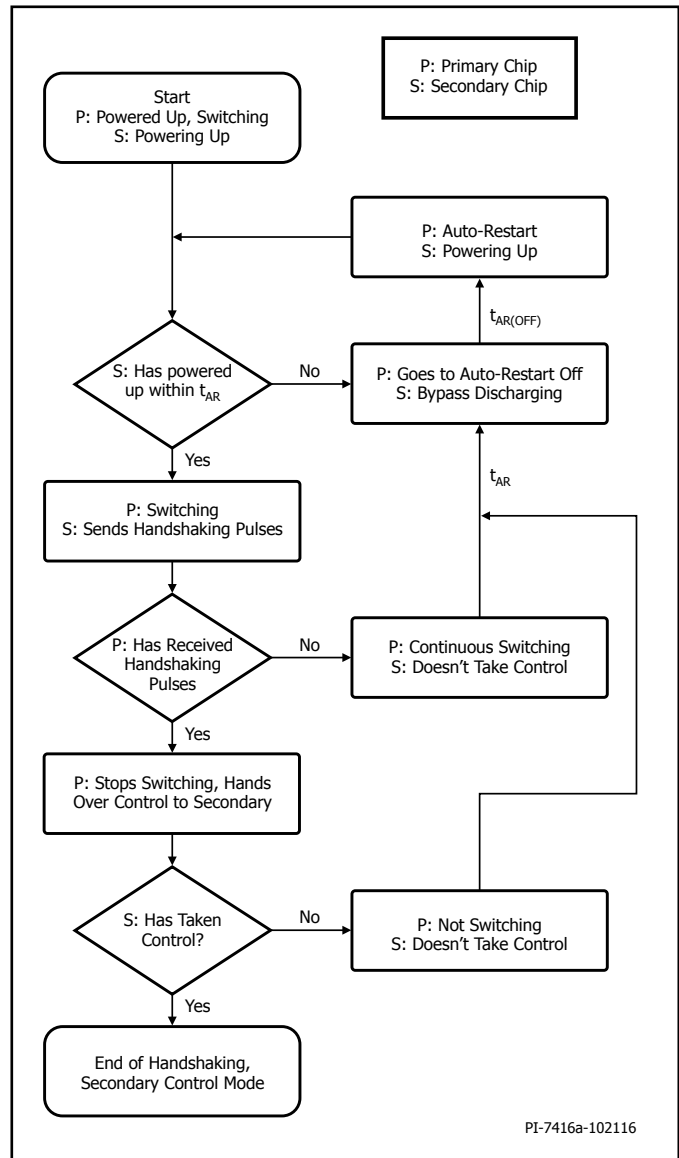 P: Primary Chip
S: Secondary Chip
Start
P: Powered Up, Switching
S: Powering Up
P: Auto-Restart
S: Powering Up
tAR(OFF)
S: Has powered
up within tAR
No
P: Goes to Auto-Restart Off
S: Bypass Discharging
Yes
tAR
P: Switching
S: Sends Handshaking Pulses
P: Has Received
Handshaking
Pulses
No
P: Continuous Switching
S: Doesn't Take Control
Yes
P: Stops Switching, Hands
Over Control to Secondary
S: Has Taken
Control?
No
P: Not Switching
S: Doesn't Take Control
Yes
End of Handshaking,
Secondary Control Mode
PI-7416a-102116